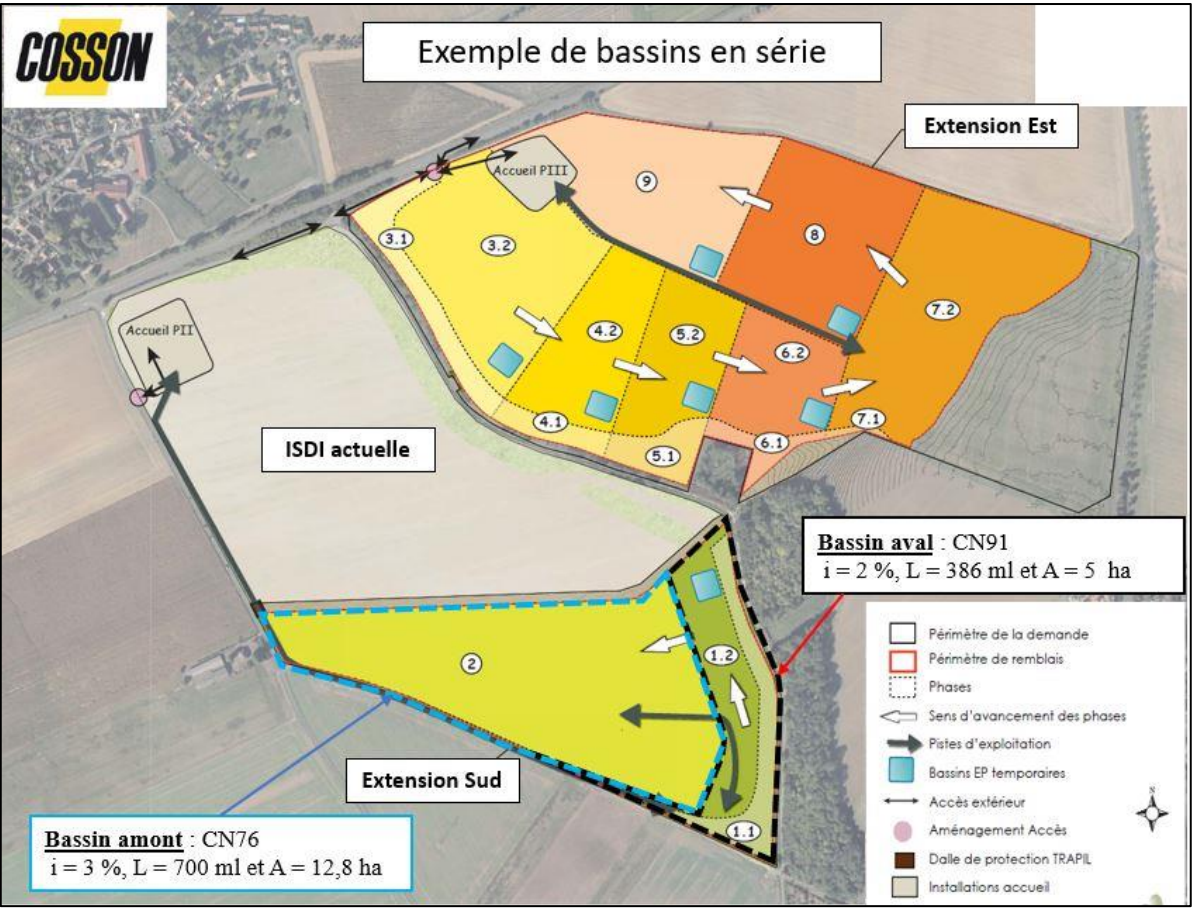 COSSON
Exemple de bassins en série
Extension Est
Accueil PIII
9
8
3.1
3.2
7.2
Accueil PII
4.2
5.2
6.2
4.1
7.1
6.1
ISDI actuelle
5.1
Bassin aval : CN91
i = 2 %, L = 386 ml et A = 5 ha
2
1.2
Extension Sud
1.1
Bassin amont : CN76
i = 3 %, L = 700 ml et A = 12,8 ha
Périmètre de la demande
Périmètre de remblais
Phases
Sens d'avancement des phases
Pistes d'exploitation
Bassins EP temporaires
Accès extérieur
Aménagement Accès
Dalle de protection TRAPIL
Installations accueil
N